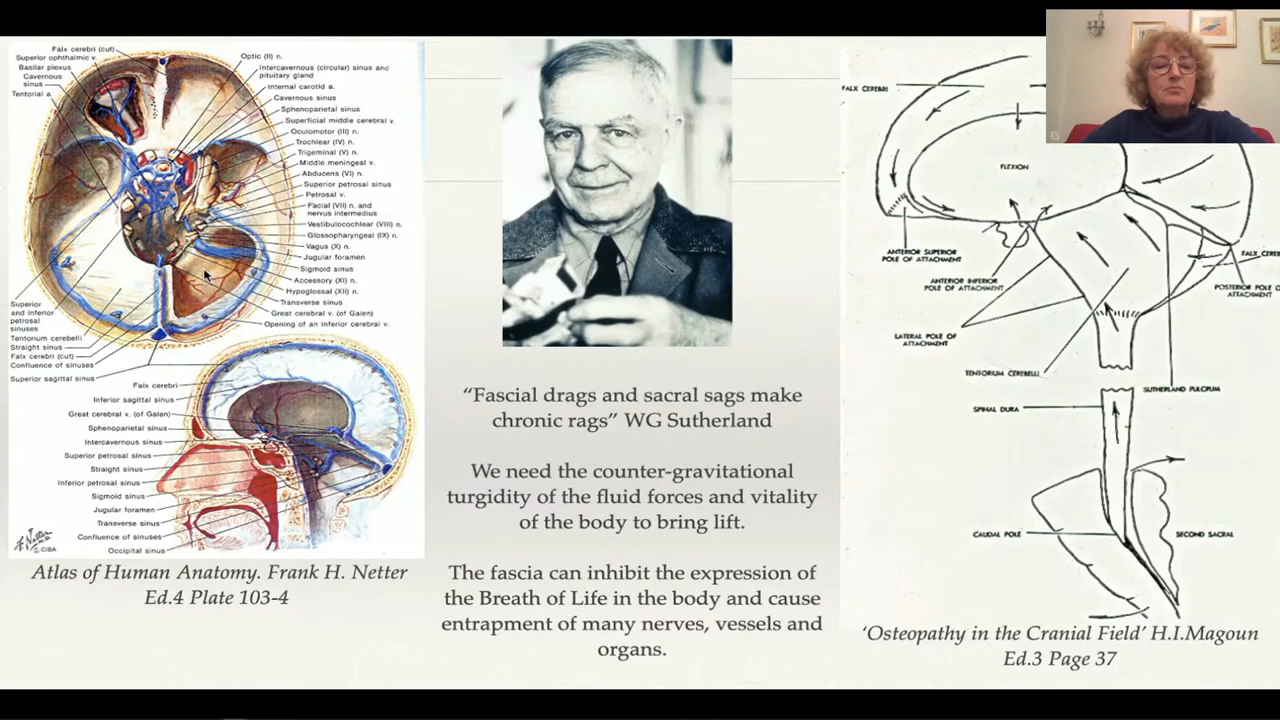 Falx cerebri (cut)
Superior ophthalmic v.
Basilar plexus
Cavernous
sinus
Tentorial a.
Optic (II) n.
Intercavernous (circular) sinus and
pituitary gland
Internal carotid a.
Cavernous sinus
Sphenoparietal sinus
Superficial middle cerebral v.
Oculomotor (III) n.
Trochlear (IV) n.
Trigeminal (V) n.
Middle meningeal v.
Abducens (VI) n.
Superior petrosal sinus
Petrosal v.
Facial (VII) n. and
nervus intermedius
Vestibulocochlear (VIII) n.
Glossopharyngeal (IX) n.
Vagus (X) n.
Jugular foramen
Sigmoid sinus
Accessory (XI) n.
Hypoglossal (XII) n.
Transverse sinus
Great cerebral v. (of Galen)
Opening of an inferior cerebral v.
Superior
and inferior
petrosal
sinuses
Tentorium cerebelli
Straight sinus
Falx cerebri (cut)
Confluence of sinuses
Superior sagittal sinus
Falx cerebri
Inferior sagittal sinus
Great cerebral v. (of Galen)
Sphenoparietal sinus
Intercavernous sinus
Superior petrosal sinus
Straight sinus
Inferior petrosal sinus
Sigmoid sinus
Jugular foramen
Transverse sinus
Confluence of sinuses
Occipital sinus
F. Netter
M.D.
© CIBA
Atlas of Human Anatomy. Frank H. Netter
Ed.4 Plate 103-4
“Fascial drags and sacral sags make
chronic rags” WG Sutherland
We need the counter-gravitational
turgidity of the fluid forces and vitality
of the body to bring lift.
The fascia can inhibit the expression of
the Breath of Life in the body and cause
entrapment of many nerves, vessels and
organs.
FALX CEREBRI
FLEXION
ANTERIOR SUPERIOR
POLE OF ATTACHMENT
ANTERIOR INFERIOR
POLE OF ATTACHMENT
FALX CERE
POSTERIOR POLE O
ATTACHMENT
LATERAL POLE OF
ATTACHMENT
TENTORIUM CEREBELLI
SUTHERLAND FULCRUM
SPINAL DURA
CAUDAL POLE
SECOND SACRAL
‘Osteopathy in the Cranial Field’ H.I.Magoun
Ed.3 Page 37